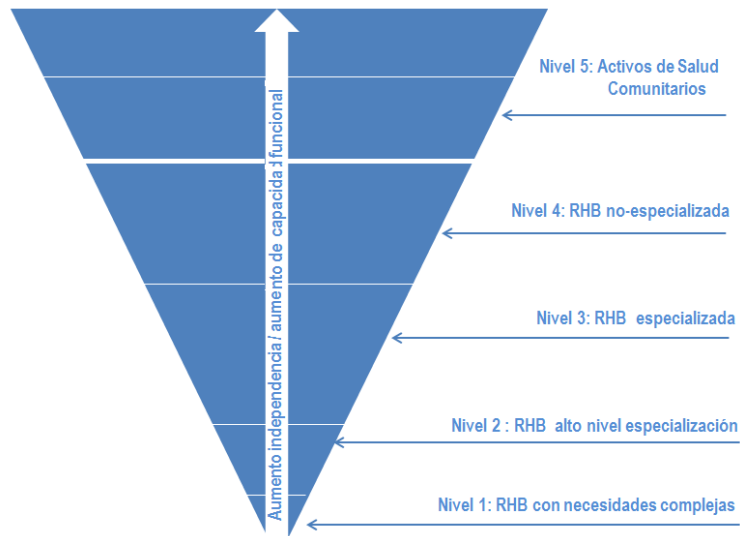 Nivel 5: Activos de Salud
Comunitarios
Nivel 4: RHB no-especializada
Nivel 3: RHB especializada
Nivel 2 : RHB alto nivel especialización
Nivel 1: RHB con necesidades complejas
Aumento independencia/ aumento de capacidad funcional